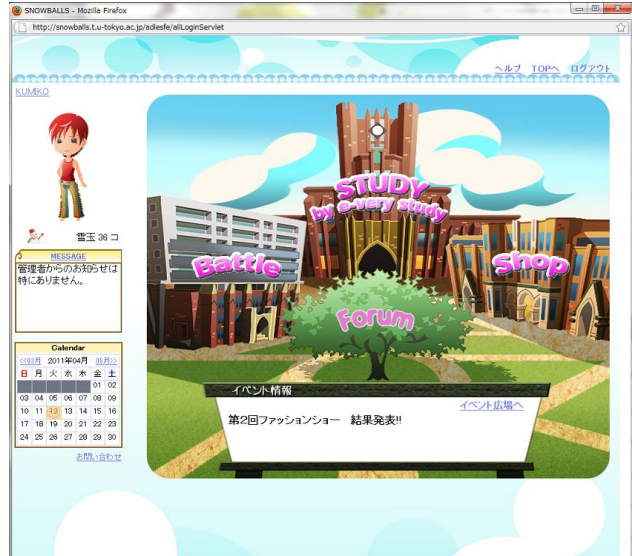 SNOWBALLS - Mozilla Firefox
http://snowballs.t.u-tokyo.ac.jp/adlesfe/allLoginServlet
ヘルプ TOPへ ログアウト
KUMIKO
雪玉 36 コ
MESSAGE
管理者からのお知らせは
特にありません。
Calendar
<<03月 2011年04月 05月>>
日 月 火 水 木 金 土
01 02
03 04 05 06 07 08 09
10 11 12 13 14 15 16
17 18 19 20 21 22 23
24 25 26 27 28 29 30
お問い合わせ
STUDY
by e-very study
Battle
Shop
Forum
イベント情報
イベント広場へ
第2回ファッションショー 結果発表!!